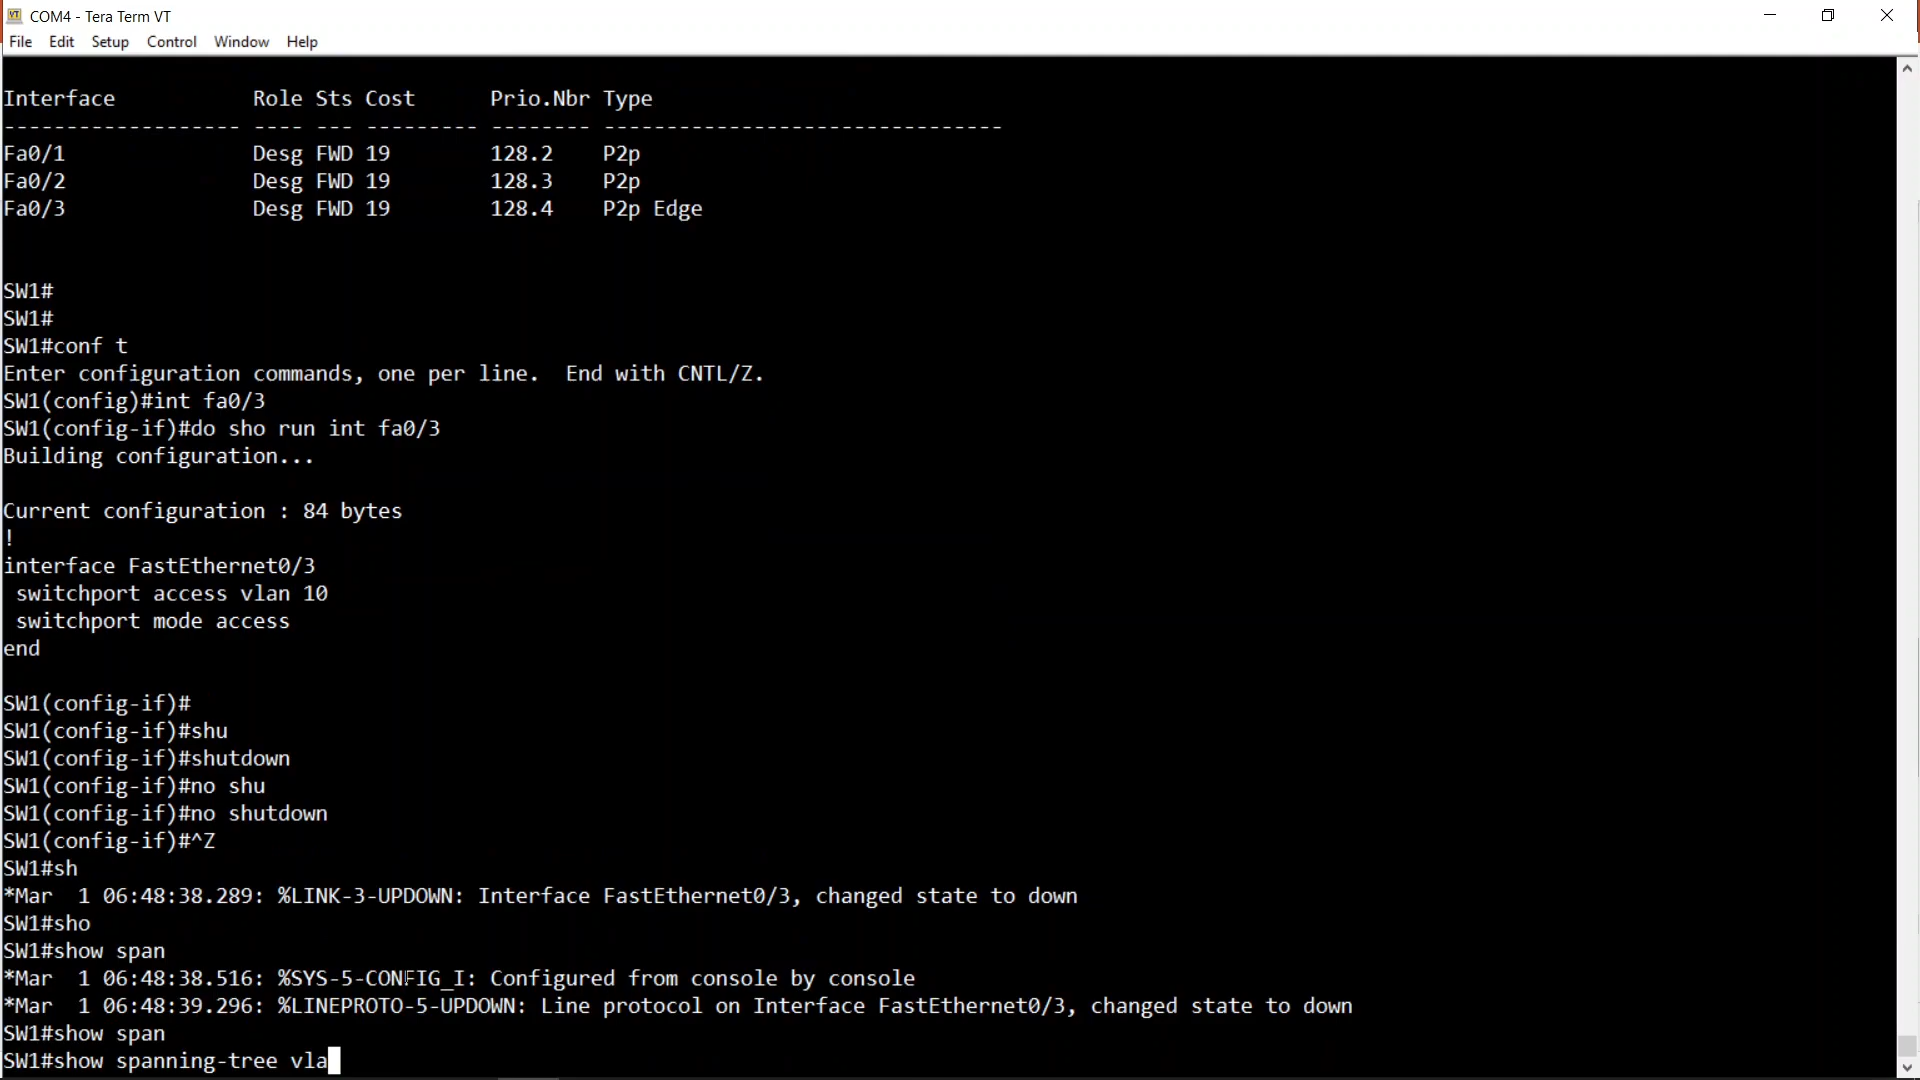 COM4 - Tera Term VT
File Edit Setup Control Window Help
Interface           Role Sts Cost      Prio.Nbr Type
------------------- ---- --- --------- -------- --------------------------------
Fa0/1               Desg FWD 19        128.2    P2p
Fa0/2               Desg FWD 19        128.3    P2p
Fa0/3               Desg FWD 19        128.4    P2p Edge
SW1#
SW1#
SW1#conf t
Enter configuration commands, one per line.  End with CNTL/Z.
SW1(config)#int fa0/3
SW1(config-if)#do sho run int fa0/3
Building configuration...
Current configuration : 84 bytes
!
interface FastEthernet0/3
 switchport access vlan 10
 switchport mode access
end
SW1(config-if)#
SW1(config-if)#shu
SW1(config-if)#shutdown
SW1(config-if)#no shu
SW1(config-if)#no shutdown
SW1(config-if)#^Z
SW1#sh
*Mar  1 06:48:38.289: %LINK-3-UPDOWN: Interface FastEthernet0/3, changed state to down
SW1#sho
SW1#show span
*Mar  1 06:48:38.516: %SYS-5-CONFIG_I: Configured from console by console
*Mar  1 06:48:39.296: %LINEPROTO-5-UPDOWN: Line protocol on Interface FastEthernet0/3, changed state to down
SW1#show span
SW1#show spanning-tree vla